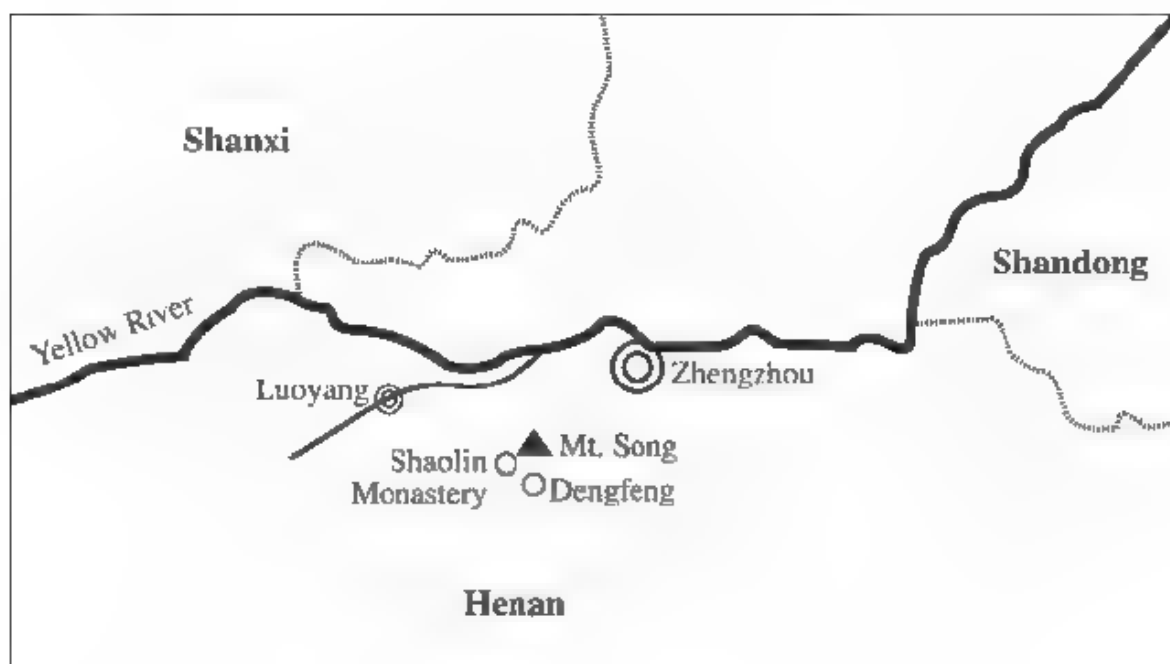 Shanxi
Shandong
Yellow River
Luoyang
Zhengzhou
Mt. Song
Shaolin
Monastery
Dengfeng
Henan